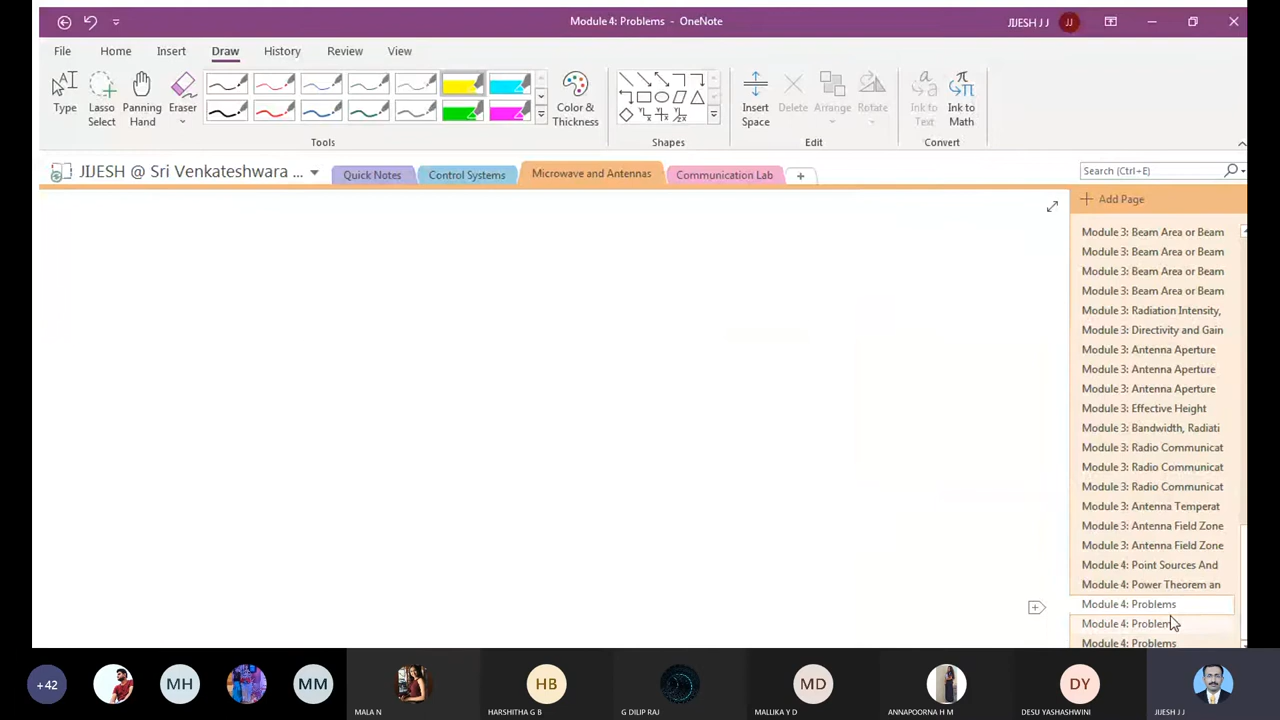 Module 4: Problems - OneNote
JIJESH J J
JJ
File Home Insert Draw History Review View
Type
Lasso Select
Panning Hand
Eraser
Color & Thickness
Insert Space
Delete
Arrange
Rotate
Ink to Text
Ink to Math
Tools
Shapes
Edit
Convert
JIJESH @ Sri Venkateshwara ...
Quick Notes
Control Systems
Microwave and Antennas
Communication Lab
Search (Ctrl+E)
Add Page
Module 3: Beam Area or Beam
Module 3: Beam Area or Beam
Module 3: Beam Area or Beam
Module 3: Beam Area or Beam
Module 3: Radiation Intensity,
Module 3: Directivity and Gain
Module 3: Antenna Aperture
Module 3: Antenna Aperture
Module 3: Antenna Aperture
Module 3: Effective Height
Module 3: Bandwidth, Radiati
Module 3: Radio Communicat
Module 3: Radio Communicat
Module 3: Radio Communicat
Module 3: Antenna Temperat
Module 3: Antenna Field Zone
Module 3: Antenna Field Zone
Module 4: Point Sources And
Module 4: Power Theorem an
Module 4: Problems
Module 4: Problems
Module 4: Problems
+42
MH
MM
HB
MD
DY
MALA N
HARSHITHA G B
G DILIP RAJ
MALLIKA Y D
ANNAPOORNA H M
DESU YASHASHWINI
JIJESH J J